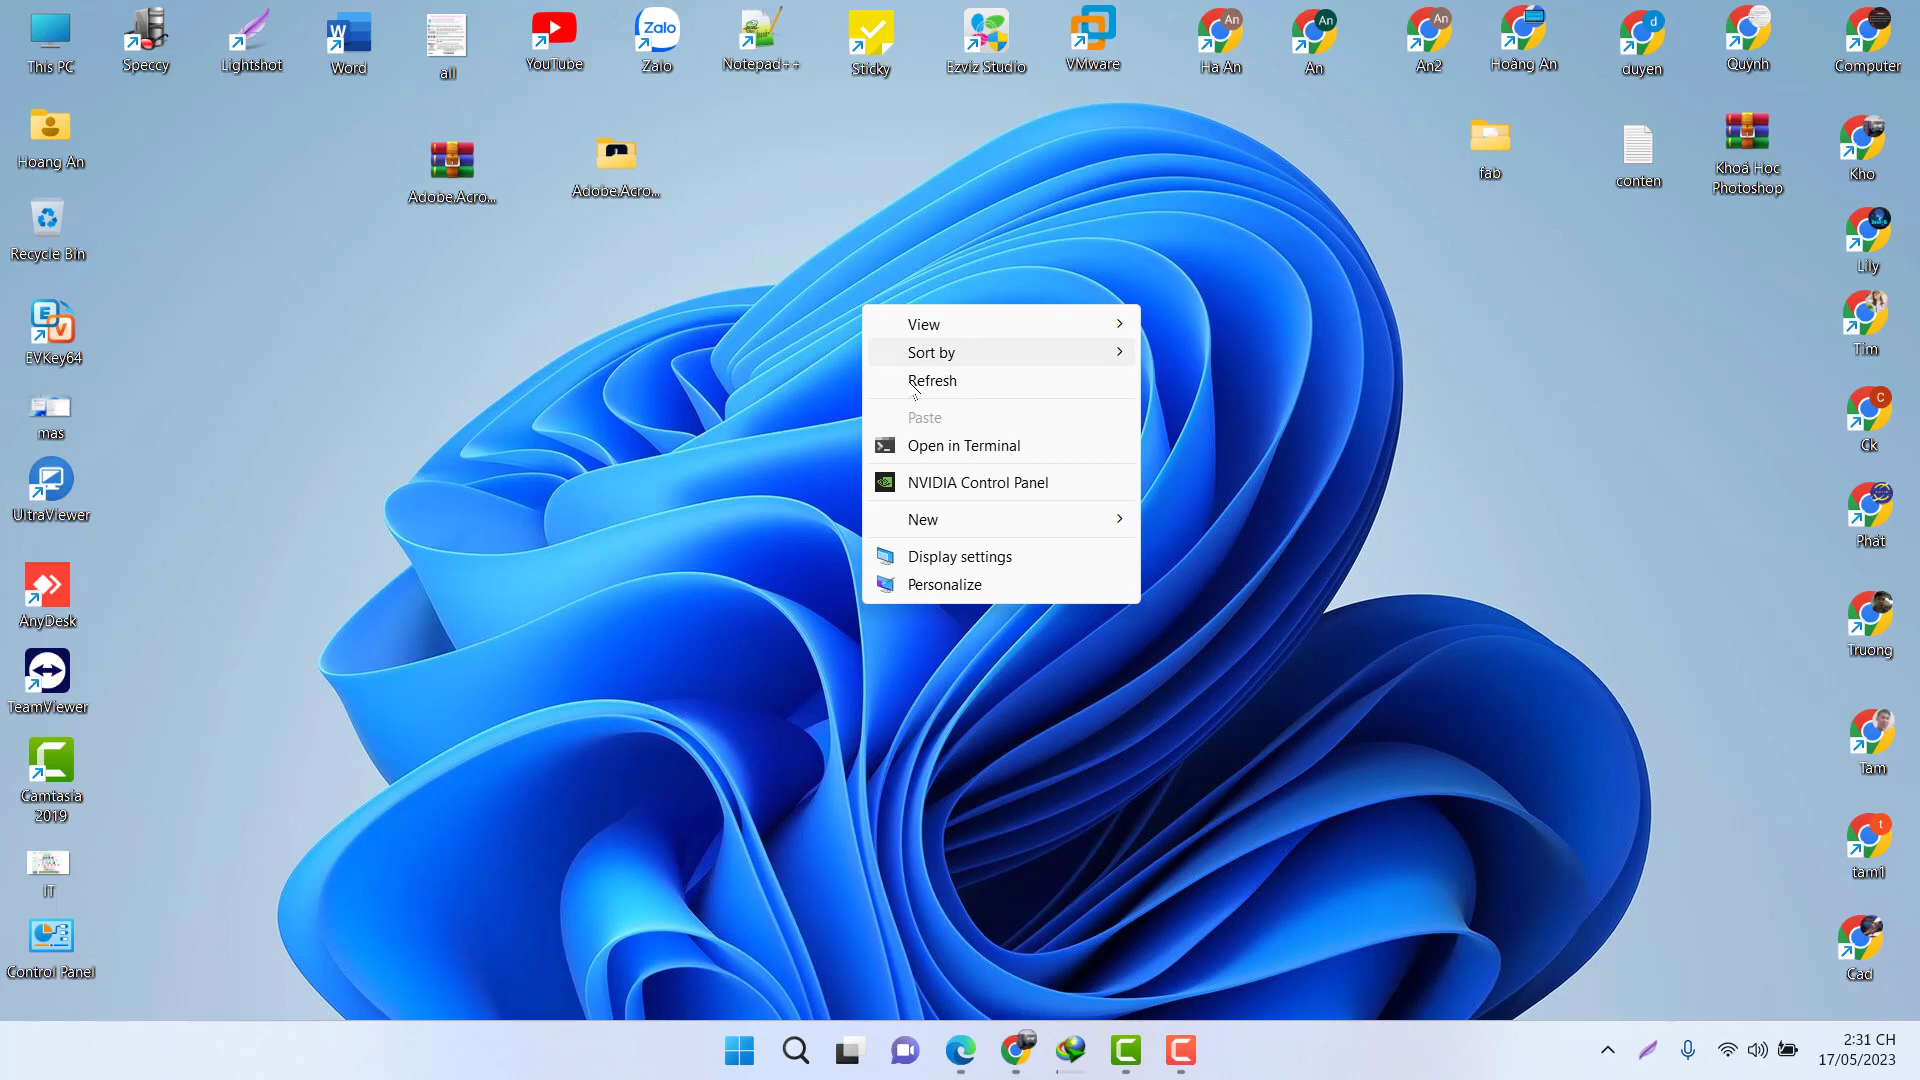 This PC
Speccy
Lightshot
Word
all
YouTube
Zalo
Notepad++
Sticky
Ezviz Studio
VMware
Ha An
An
An2
Hoàng An
duyen
Quỳnh
Computer
Hoang An
Adobe.Acro...
Adobe.Acro...
fab
conten
Khoá Học
Photoshop
Kho
Recycle Bin
Lily
EVKey64
Tim
View
Sort by
Refresh
Paste
Open in Terminal
NVIDIA Control Panel
New
Display settings
Personalize
mas
Ck
UltraViewer
Phát
AnyDesk
Truong
TeamViewer
Tam
Camtasia
2019
tam1
IT
Control Panel
Cad
2:31 CH
17/05/2023